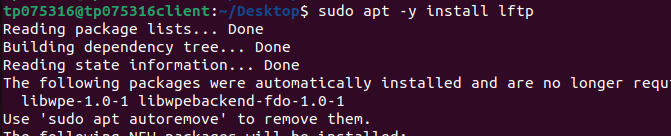 tp075316@tp075316client:~/Desktop$ sudo apt -y install lftp
Reading package lists... Done
Building dependency tree... Done
Reading state information... Done
The following packages were automatically installed and are no longer requ
  libwpe-1.0-1 libwpebackend-fdo-1.0-1
Use 'sudo apt autoremove' to remove them.
The following NEW packages will be installed: